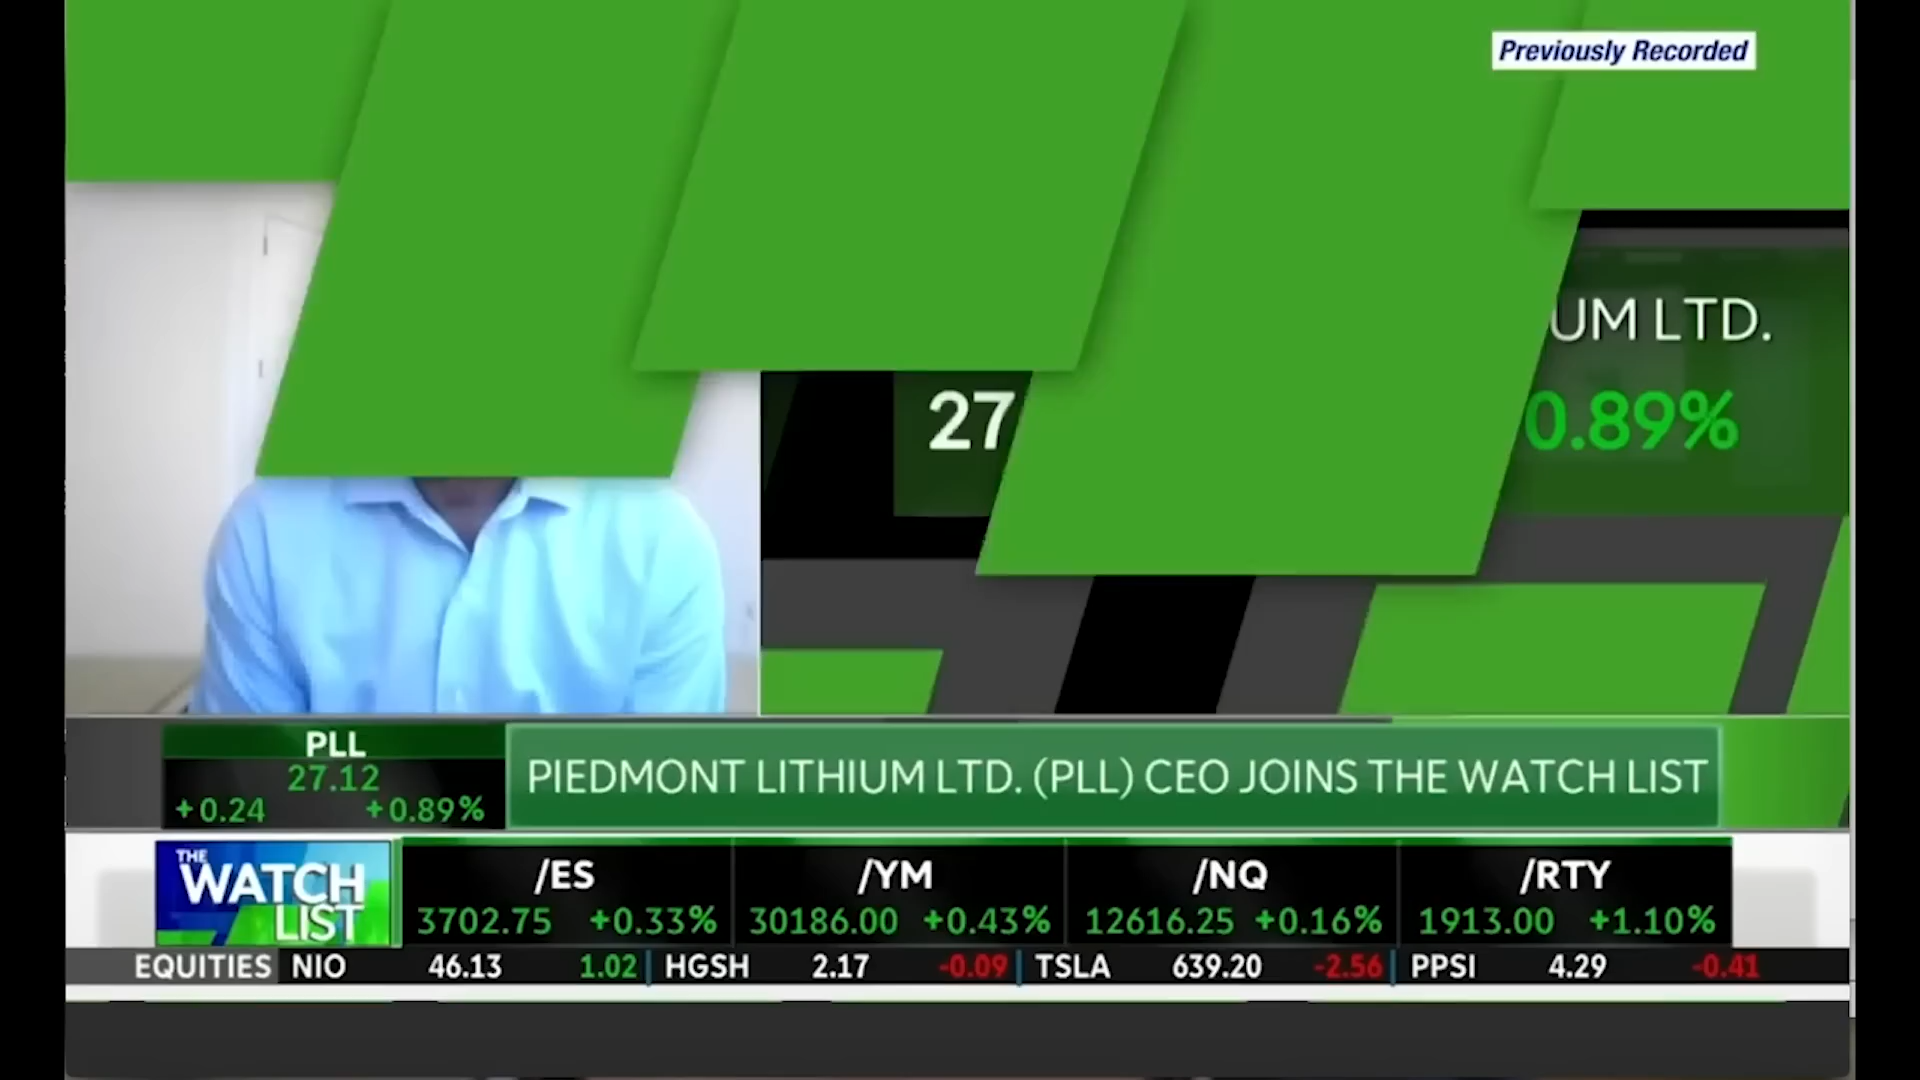 Previously Recorded
UM LTD.
27
0.89%
PLL
27.12
+0.24 +0.89%
PIEDMONT LITHIUM LTD. (PLL) CEO JOINS THE WATCH LIST
THE
WATCH
LIST
/ES /YM /NQ /RTY
3702.75 +0.33% 30186.00 +0.43% 12616.25 +0.16% 1913.00 +1.10%
EQUITIES NIO 46.13 1.02 HGSH 2.17 -0.09 TSLA 639.20 -2.56 PPSI 4.29 -0.41